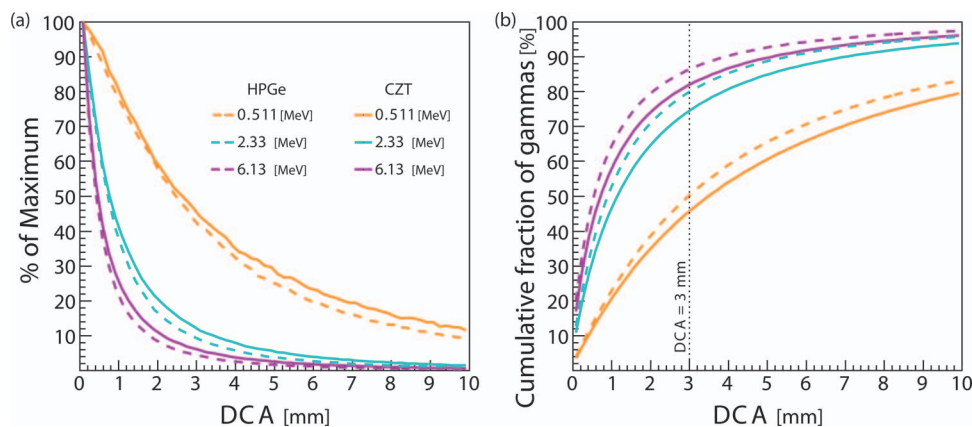 (a)
% of Maximum
100
90
80
70
60
50
40
30
20
10
HPGe CZT
0.511 [MeV] 0.511 [MeV]
2.33 [MeV] 2.33 [MeV]
6.13 [MeV] 6.13 [MeV]
0 1 2 3 4 5 6 7 8 9 10
DCA [mm]
(b)
Cumulative fraction of gammas [%]
100
90
80
70
60
50
40
30
20
10
DCA = 3 mm
0 1 2 3 4 5 6 7 8 9 10
DCA [mm]